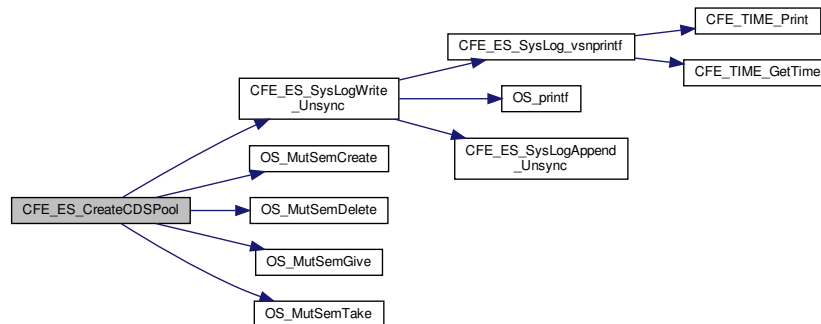 CFE_ES_CreateCDSPool
CFE_ES_SysLogWrite
_Unsync
OS_MutSemCreate
OS_MutSemDelete
OS_MutSemGive
OS_MutSemTake
CFE_ES_SysLog_vsnprintf
OS_printf
CFE_ES_SysLogAppend
_Unsync
CFE_TIME_Print
CFE_TIME_GetTime